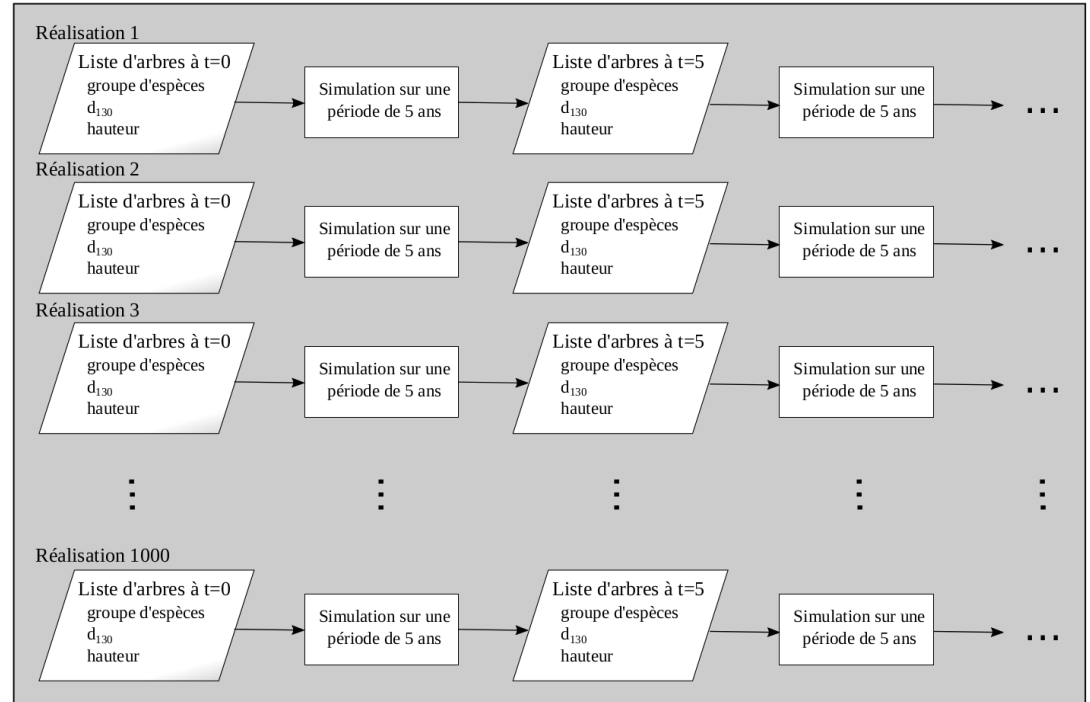 Réalisation 1
Liste d'arbres à t=0
groupe d'espèces
d130
hauteur
Simulation sur une
période de 5 ans
Liste d'arbres à t=5
groupe d'espèces
d130
hauteur
Simulation sur une
période de 5 ans
...
Réalisation 2
Liste d'arbres à t=0
groupe d'espèces
d130
hauteur
Simulation sur une
période de 5 ans
Liste d'arbres à t=5
groupe d'espèces
d130
hauteur
Simulation sur une
période de 5 ans
...
Réalisation 3
Liste d'arbres à t=0
groupe d'espèces
d130
hauteur
Simulation sur une
période de 5 ans
Liste d'arbres à t=5
groupe d'espèces
d130
hauteur
Simulation sur une
période de 5 ans
...
Réalisation 1000
Liste d'arbres à t=0
groupe d'espèces
d130
hauteur
Simulation sur une
période de 5 ans
Liste d'arbres à t=5
groupe d'espèces
d130
hauteur
Simulation sur une
période de 5 ans
...